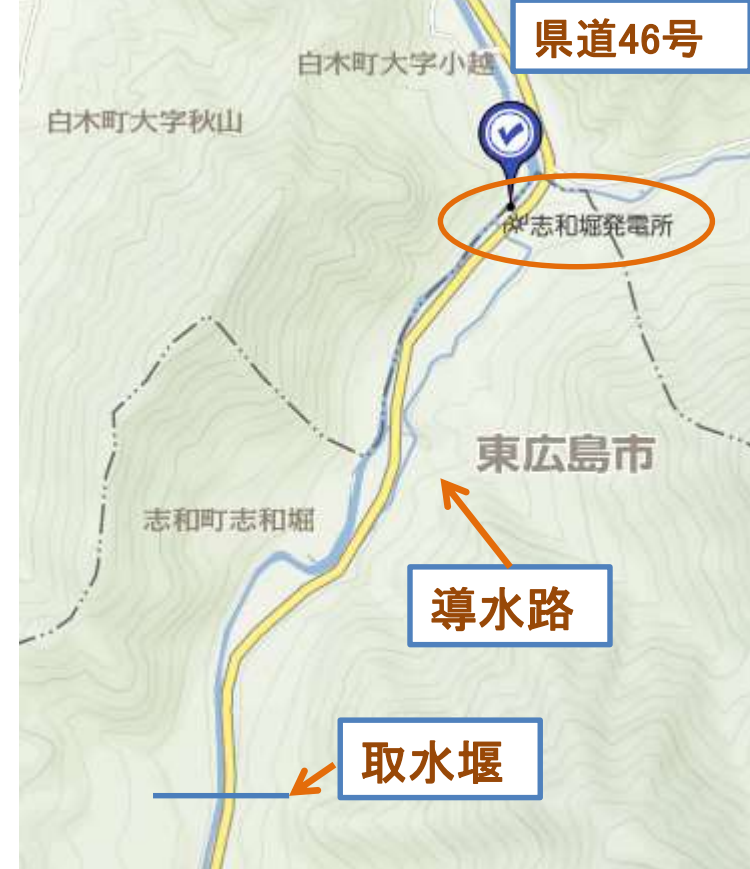 県道46号
白木町大字小越
白木町大字秋山
志和堀発電所
東広島市
志和町志和堀
導水路
取水堰